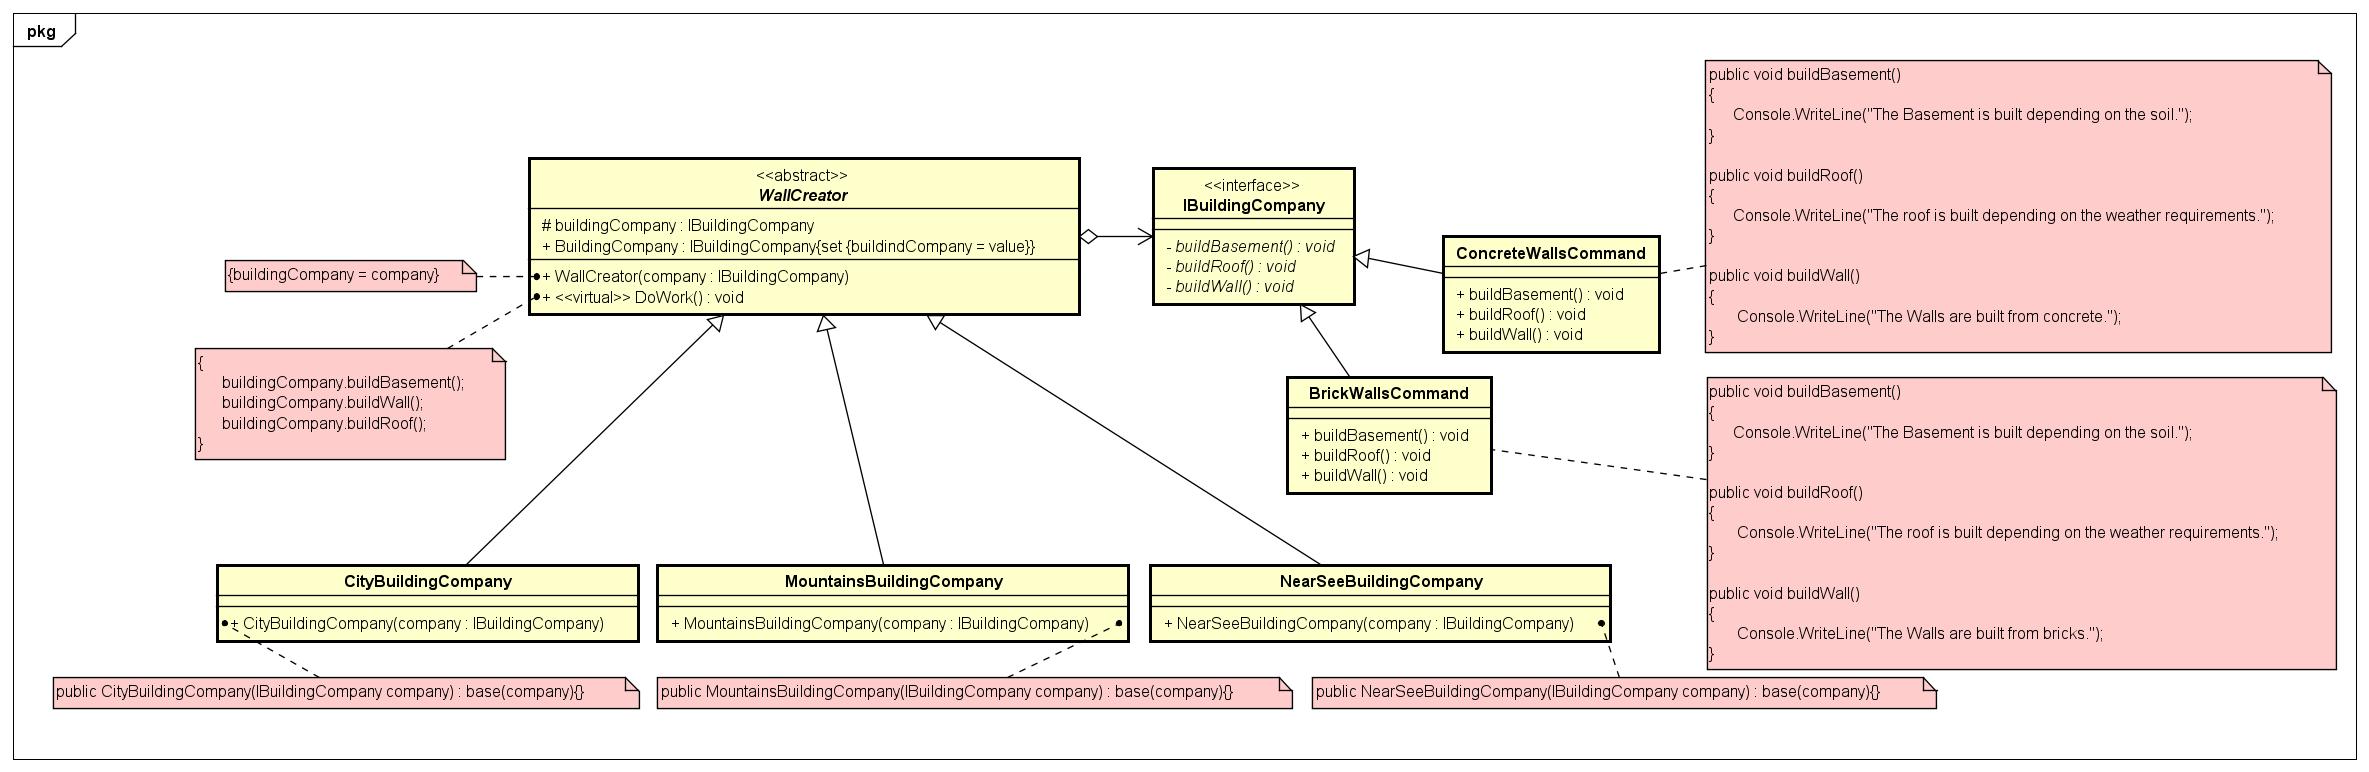 pkg
<<abstract>>
WallCreator
# buildingCompany : IBuildingCompany
+ BuildingCompany : IBuildingCompany{set {buildindCompany = value}}
+ WallCreator(company : IBuildingCompany)
+ <<virtual>> DoWork() : void
{buildingCompany = company}
{
buildingCompany.buildBasement();
buildingCompany.buildWall();
buildingCompany.buildRoof();
}
<<interface>>
IBuildingCompany
- buildBasement() : void
- buildRoof() : void
- buildWall() : void
ConcreteWallsCommand
+ buildBasement() : void
+ buildRoof() : void
+ buildWall() : void
public void buildBasement()
{
Console.WriteLine("The Basement is built depending on the soil.");
}
public void buildRoof()
{
Console.WriteLine("The roof is built depending on the weather requirements.");
}
public void buildWall()
{
Console.WriteLine("The Walls are built from concrete.");
}
BrickWallsCommand
+ buildBasement() : void
+ buildRoof() : void
+ buildWall() : void
public void buildBasement()
{
Console.WriteLine("The Basement is built depending on the soil.");
}
public void buildRoof()
{
Console.WriteLine("The roof is built depending on the weather requirements.");
}
public void buildWall()
{
Console.WriteLine("The Walls are built from bricks.");
}
CityBuildingCompany
+ CityBuildingCompany(company : IBuildingCompany)
MountainsBuildingCompany
+ MountainsBuildingCompany(company : IBuildingCompany)
NearSeeBuildingCompany
+ NearSeeBuildingCompany(company : IBuildingCompany)
public CityBuildingCompany(IBuildingCompany company) : base(company){}
public MountainsBuildingCompany(IBuildingCompany company) : base(company){}
public NearSeeBuildingCompany(IBuildingCompany company) : base(company){}